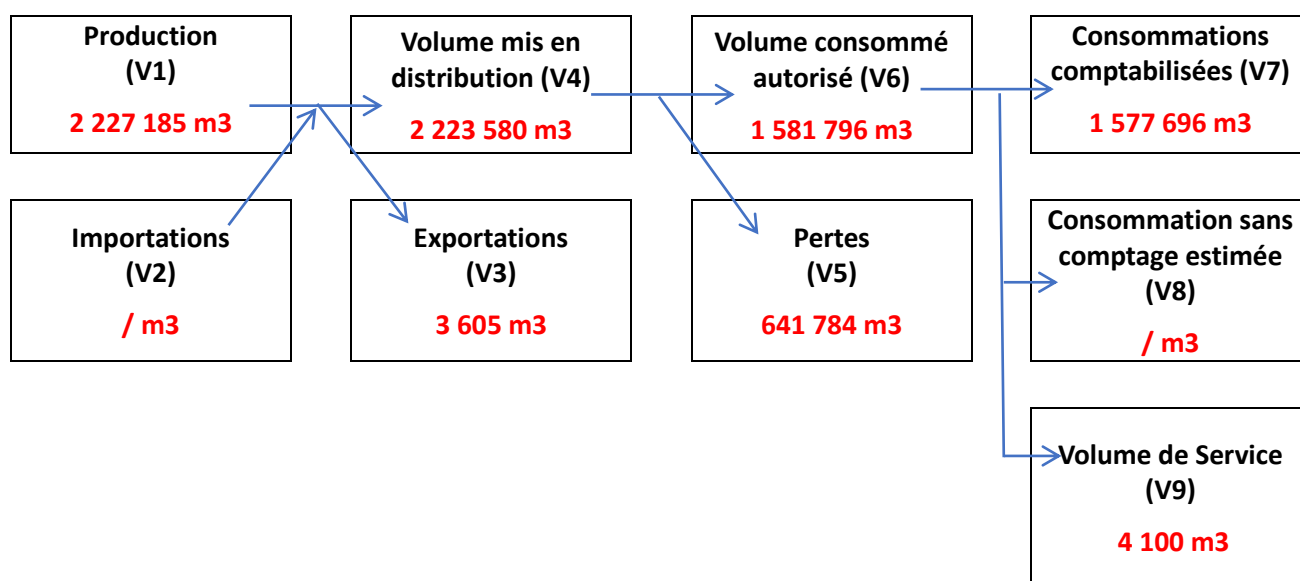 Production
(V1)
2 227 185 m3
Volume mis en
distribution (V4)
2 223 580 m3
Volume consommé
autorisé (V6)
1 581 796 m3
Consommations
comptabilisées (V7)
1 577 696 m3
Importations
(V2)
/ m3
Exportations
(V3)
3 605 m3
Pertes
(V5)
641 784 m3
Consommation sans
comptage estimée
(V8)
/ m3
Volume de Service
(V9)
4 100 m3